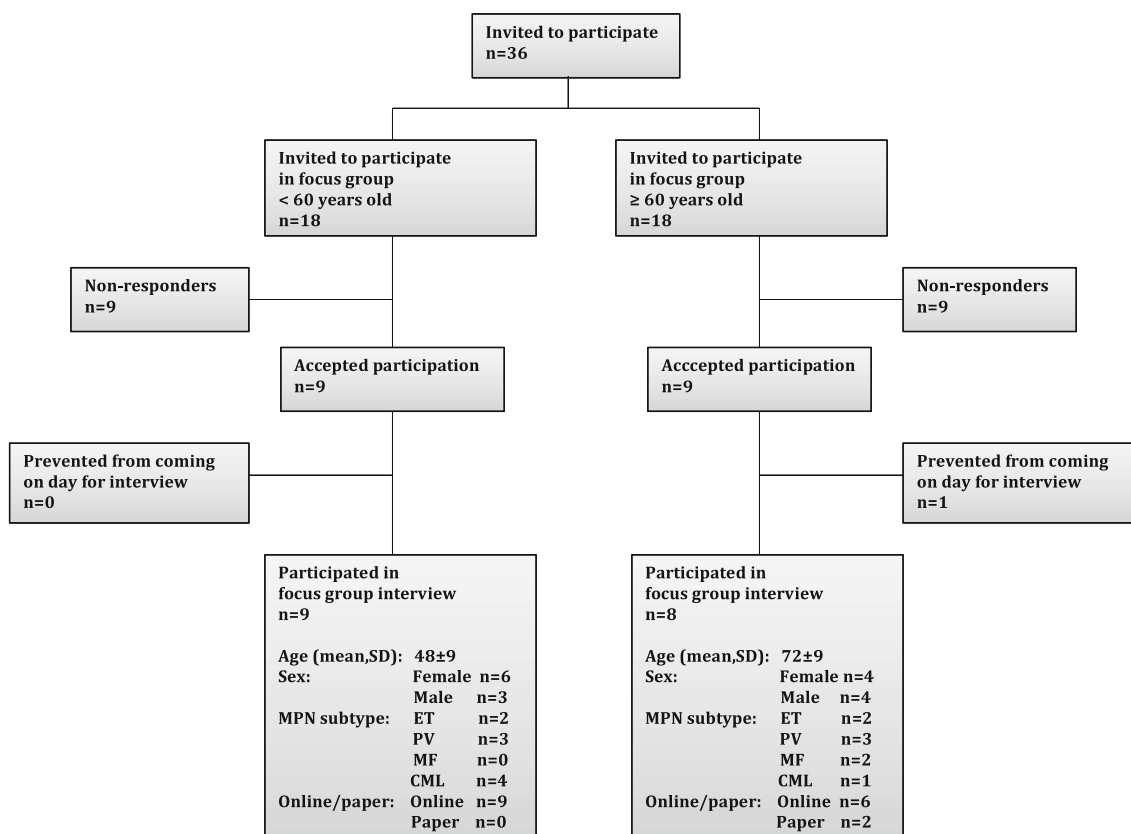 Invited to participate
n=36
Invited to participate
in focus group
< 60 years old
n=18
Invited to participate
in focus group
≥ 60 years old
n=18
Non-responders
n=9
Non-responders
n=9
Accepted participation
n=9
Acccepted participation
n=9
Prevented from coming
on day for interview
n=0
Prevented from coming
on day for interview
n=1
Participated in
focus group interview
n=9
Age (mean,SD): 48±9
Sex: Female n=6
Male n=3
MPN subtype: ET n=2
PV n=3
MF n=0
CML n=4
Online/paper: Online n=9
Paper n=0
Participated in
focus group interview
n=8
Age (mean,SD): 72±9
Sex: Female n=4
Male n=4
MPN subtype: ET n=2
PV n=3
MF n=2
CML n=1
Online/paper: Online n=6
Paper n=2